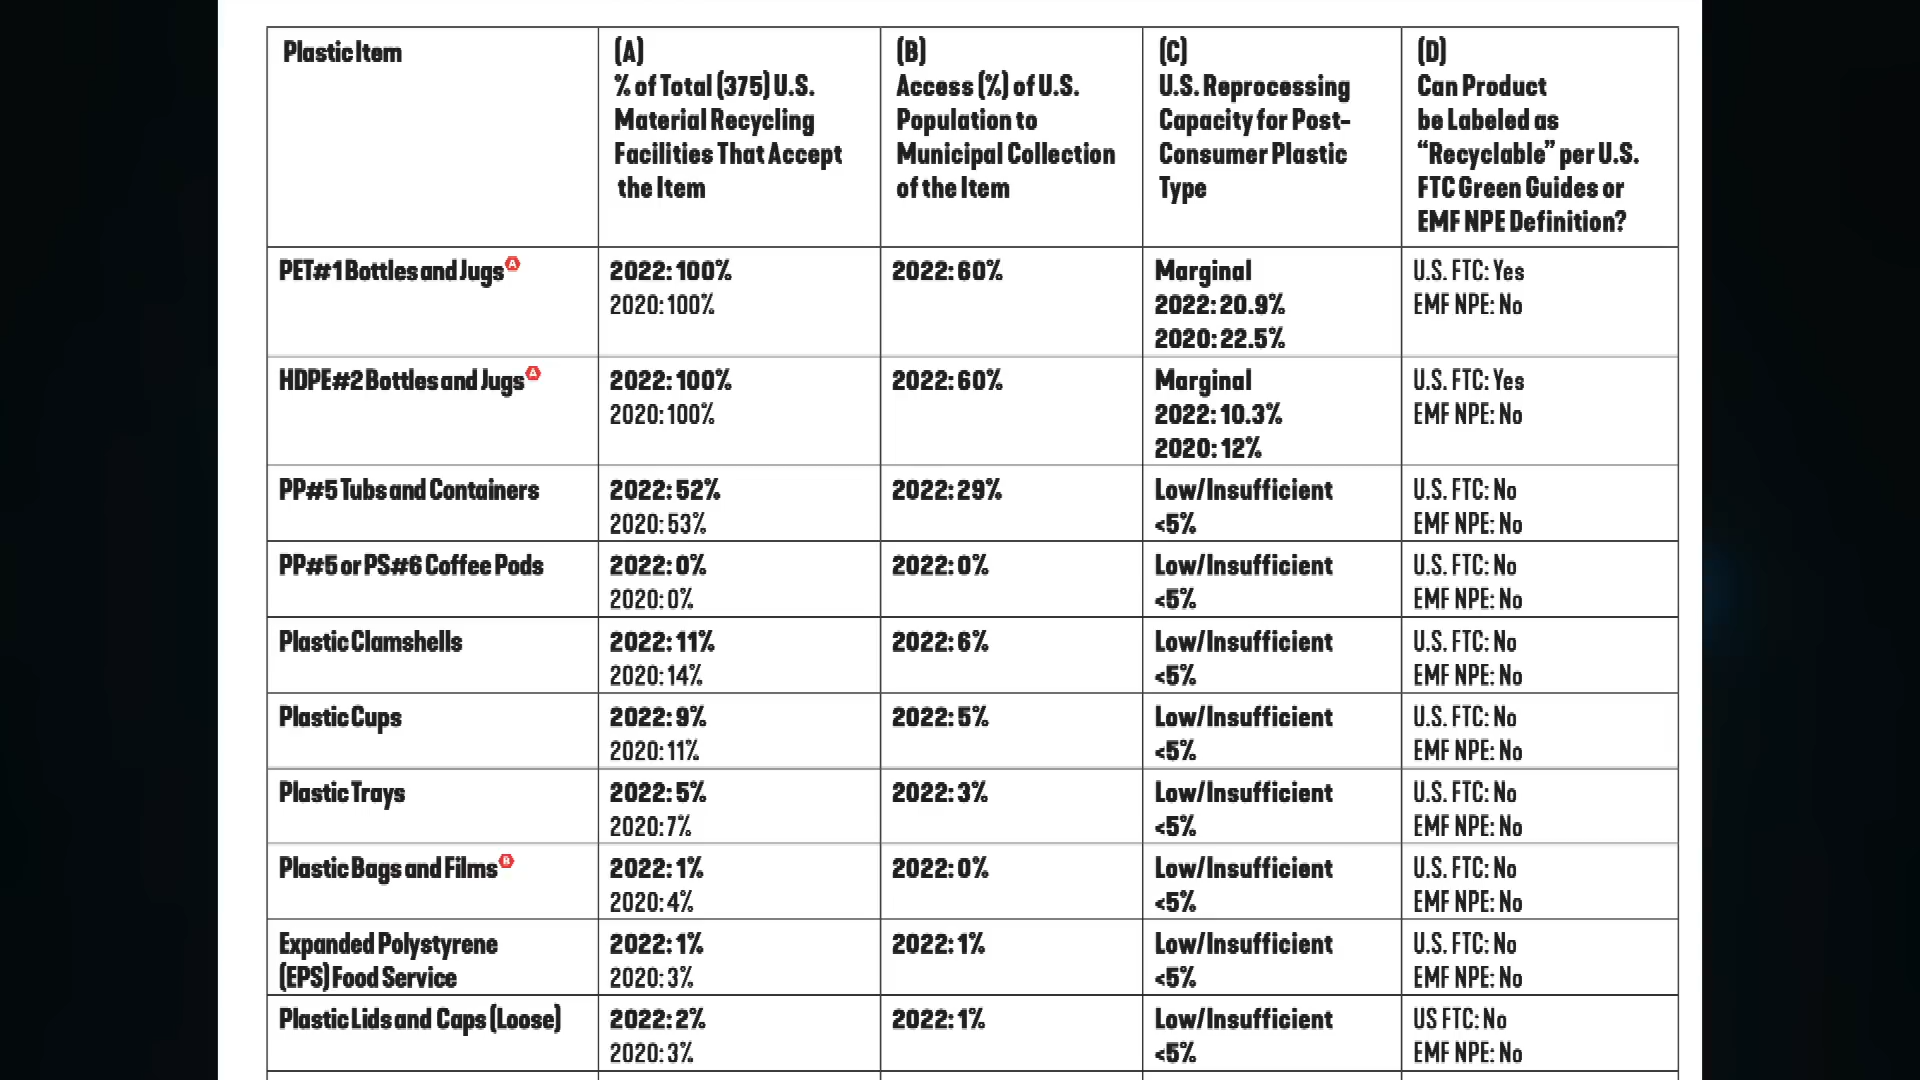 Plastic Item
(A)
% of Total (375) U.S.
Material Recycling
Facilities That Accept
the Item
(B)
Access (%) of U.S.
Population to
Municipal Collection
of the Item
(C)
U.S. Reprocessing
Capacity for Post-
Consumer Plastic
Type
(D)
Can Product
be Labeled as
“Recyclable” per U.S.
FTC Green Guides or
EMF NPE Definition?
PET#1 Bottles and Jugs A
2022: 100%
2020: 100%
2022: 60%
Marginal
2022: 20.9%
2020: 22.5%
U.S. FTC: Yes
EMF NPE: No
HDPE#2 Bottles and Jugs A
2022: 100%
2020: 100%
2022: 60%
Marginal
2022: 10.3%
2020: 12%
U.S. FTC: Yes
EMF NPE: No
PP#5 Tubs and Containers
2022: 52%
2020: 53%
2022: 29%
Low/Insufficient
<5%
U.S. FTC: No
EMF NPE: No
PP#5 or PS#6 Coffee Pods
2022: 0%
2020: 0%
2022: 0%
Low/Insufficient
<5%
U.S. FTC: No
EMF NPE: No
Plastic Clamshells
2022: 11%
2020: 14%
2022: 6%
Low/Insufficient
<5%
U.S. FTC: No
EMF NPE: No
Plastic Cups
2022: 9%
2020: 11%
2022: 5%
Low/Insufficient
<5%
U.S. FTC: No
EMF NPE: No
Plastic Trays
2022: 5%
2020: 7%
2022: 3%
Low/Insufficient
<5%
U.S. FTC: No
EMF NPE: No
Plastic Bags and Films B
2022: 1%
2020: 4%
2022: 0%
Low/Insufficient
<5%
U.S. FTC: No
EMF NPE: No
Expanded Polystyrene
(EPS) Food Service
2022: 1%
2020: 3%
2022: 1%
Low/Insufficient
<5%
U.S. FTC: No
EMF NPE: No
Plastic Lids and Caps (Loose)
2022: 2%
2020: 3%
2022: 1%
Low/Insufficient
<5%
US FTC: No
EMF NPE: No